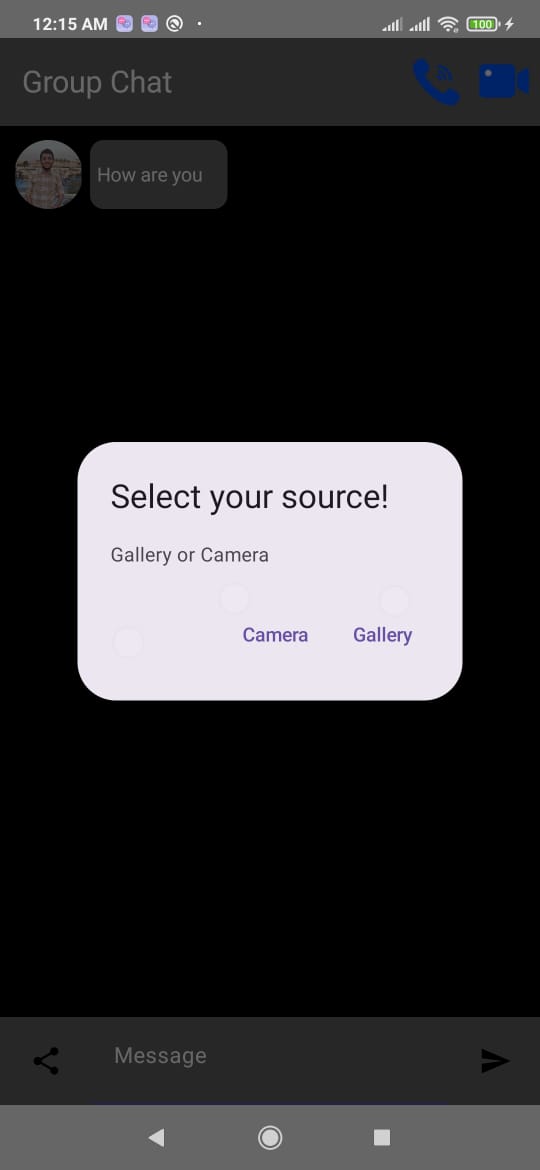 12:15 AM 100
Group Chat
How are you
Select your source!
Gallery or Camera
Camera Gallery
Message